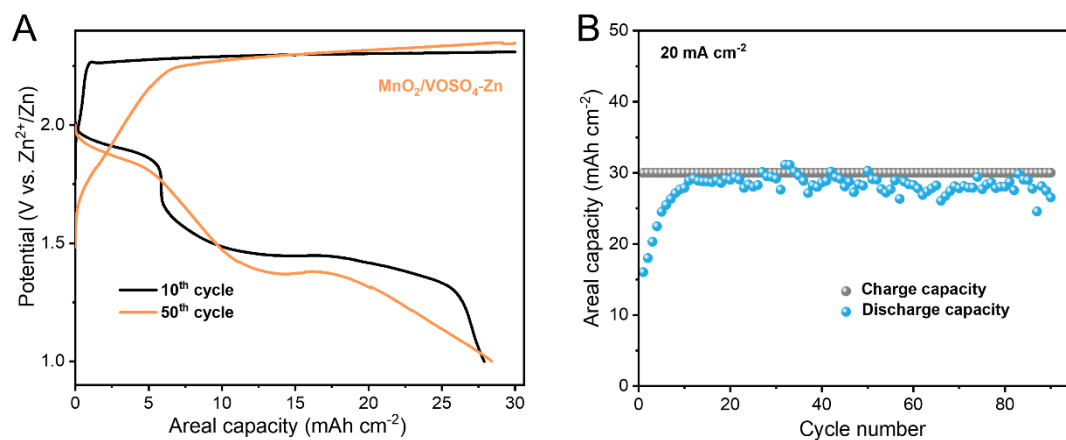 A
MnO₂/VOSO₄-Zn
2.0
1.5
1.0
Potential (V vs. Zn²⁺/Zn)
10ᵗʰ cycle
50ᵗʰ cycle
0 5 10 15 20 25 30
Areal capacity (mAh cm⁻²)
B
20 mA cm⁻²
50
40
30
20
10
0
Areal capacity (mAh cm⁻²)
Charge capacity
Discharge capacity
0 20 40 60 80
Cycle number